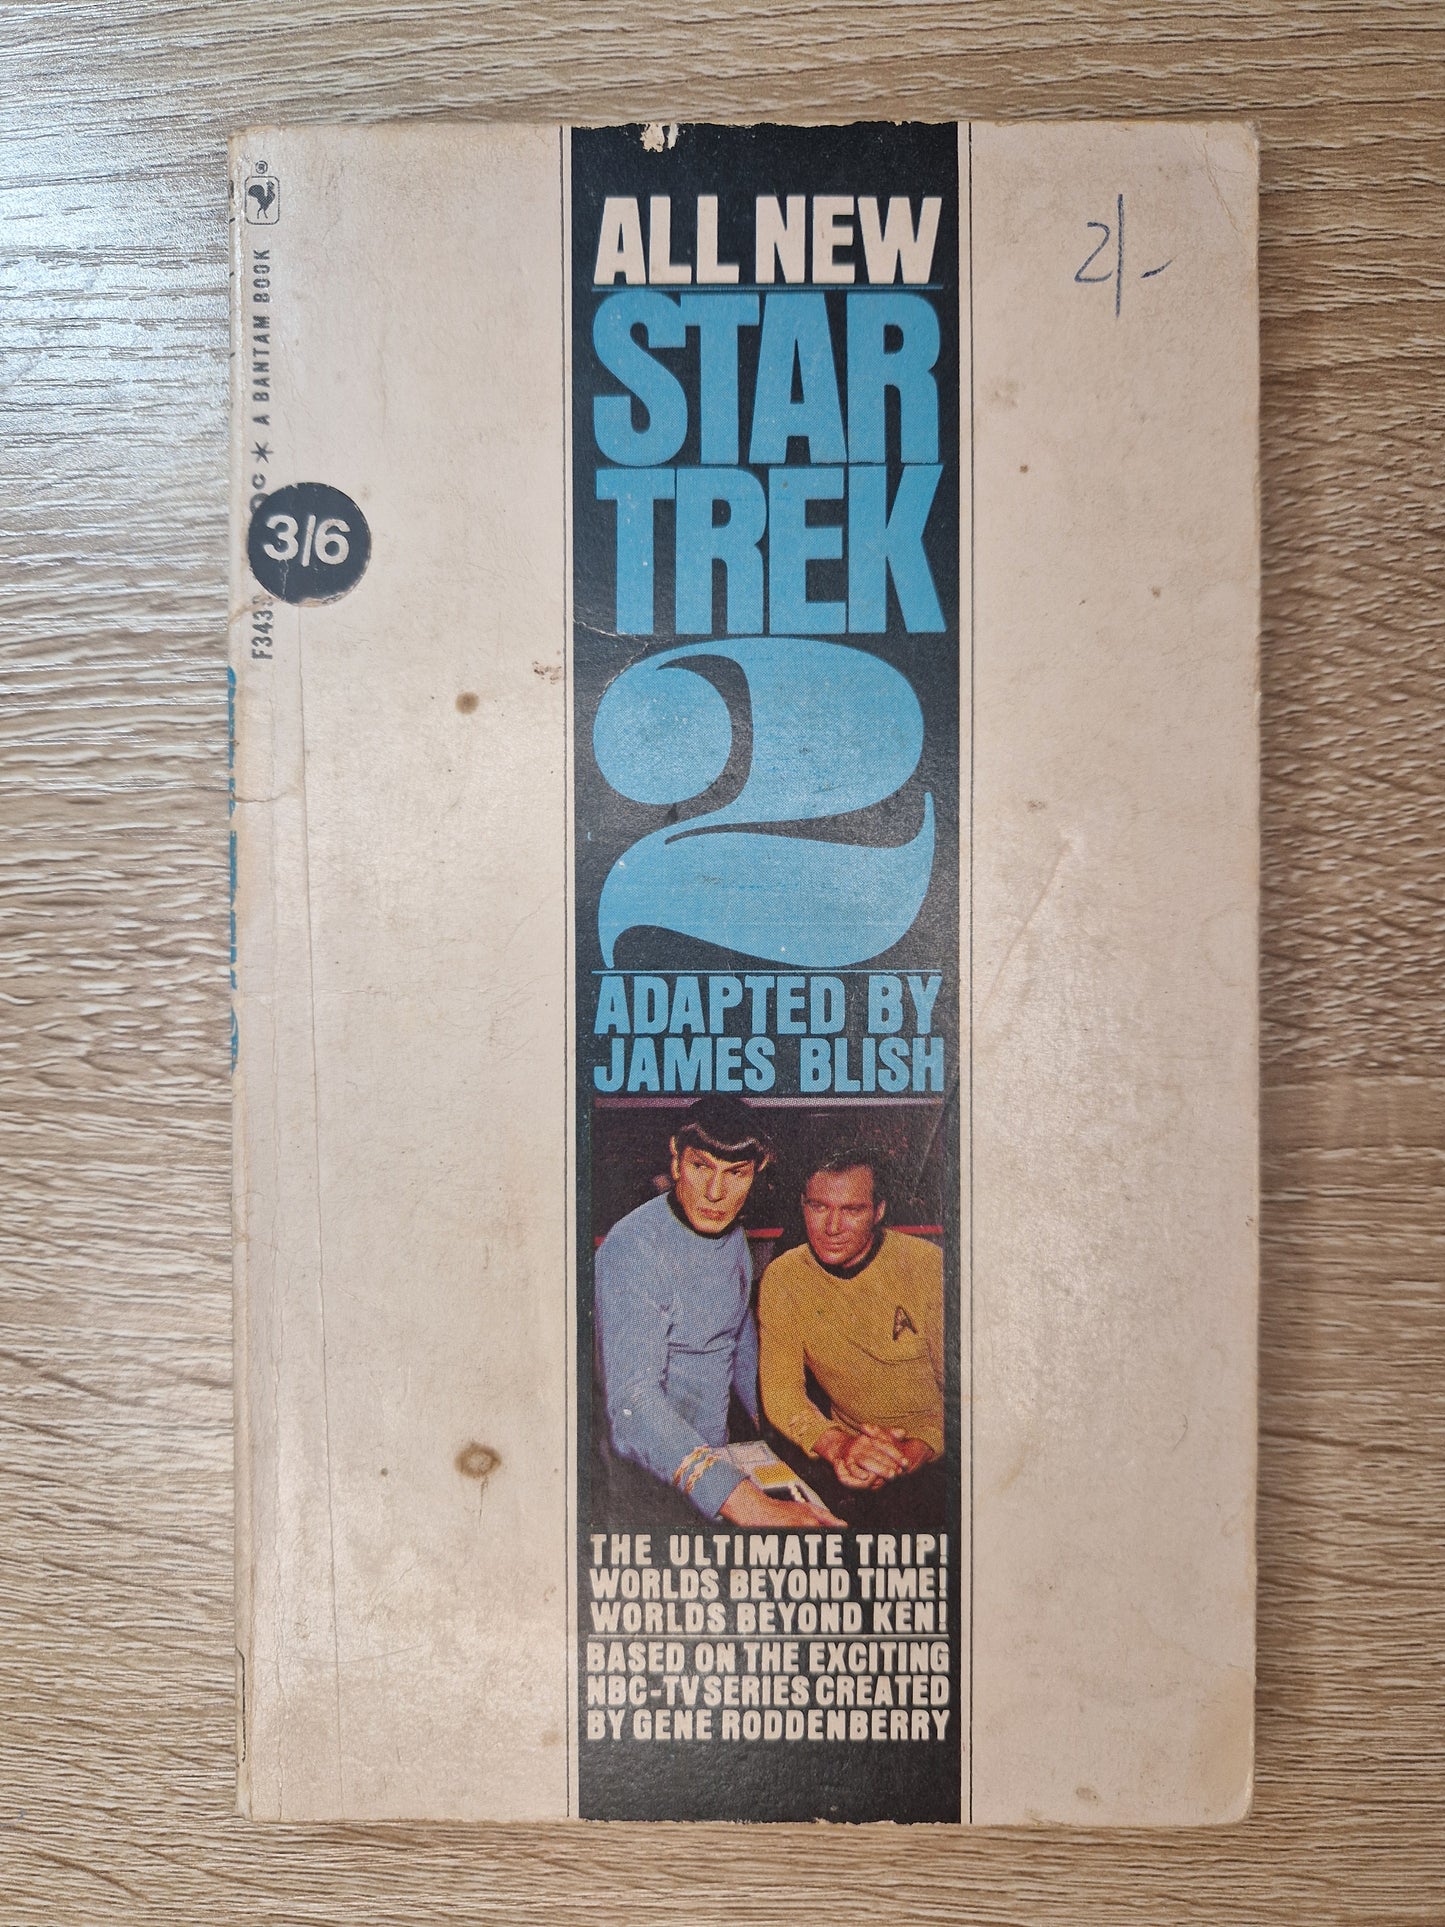 ALL NEW
STAR
TREK
2
ADAPTED BY
JAMES BLISH
THE ULTIMATE TRIP!
WORLDS BEYOND TIME!
WORLDS BEYOND KEN!
BASED ON THE EXCITING
NBC-TV SERIES CREATED
BY GENE RODDENBERRY
2/-
3/6
A BANTAM BOOK